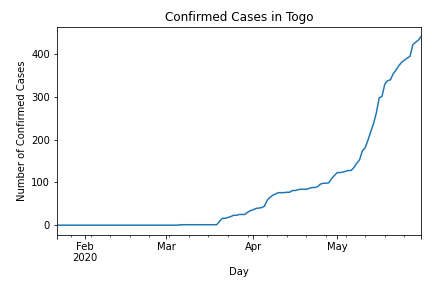 Confirmed Cases in Togo
Number of Confirmed Cases
400
300
200
100
0
Feb Mar Apr May
2020
Day